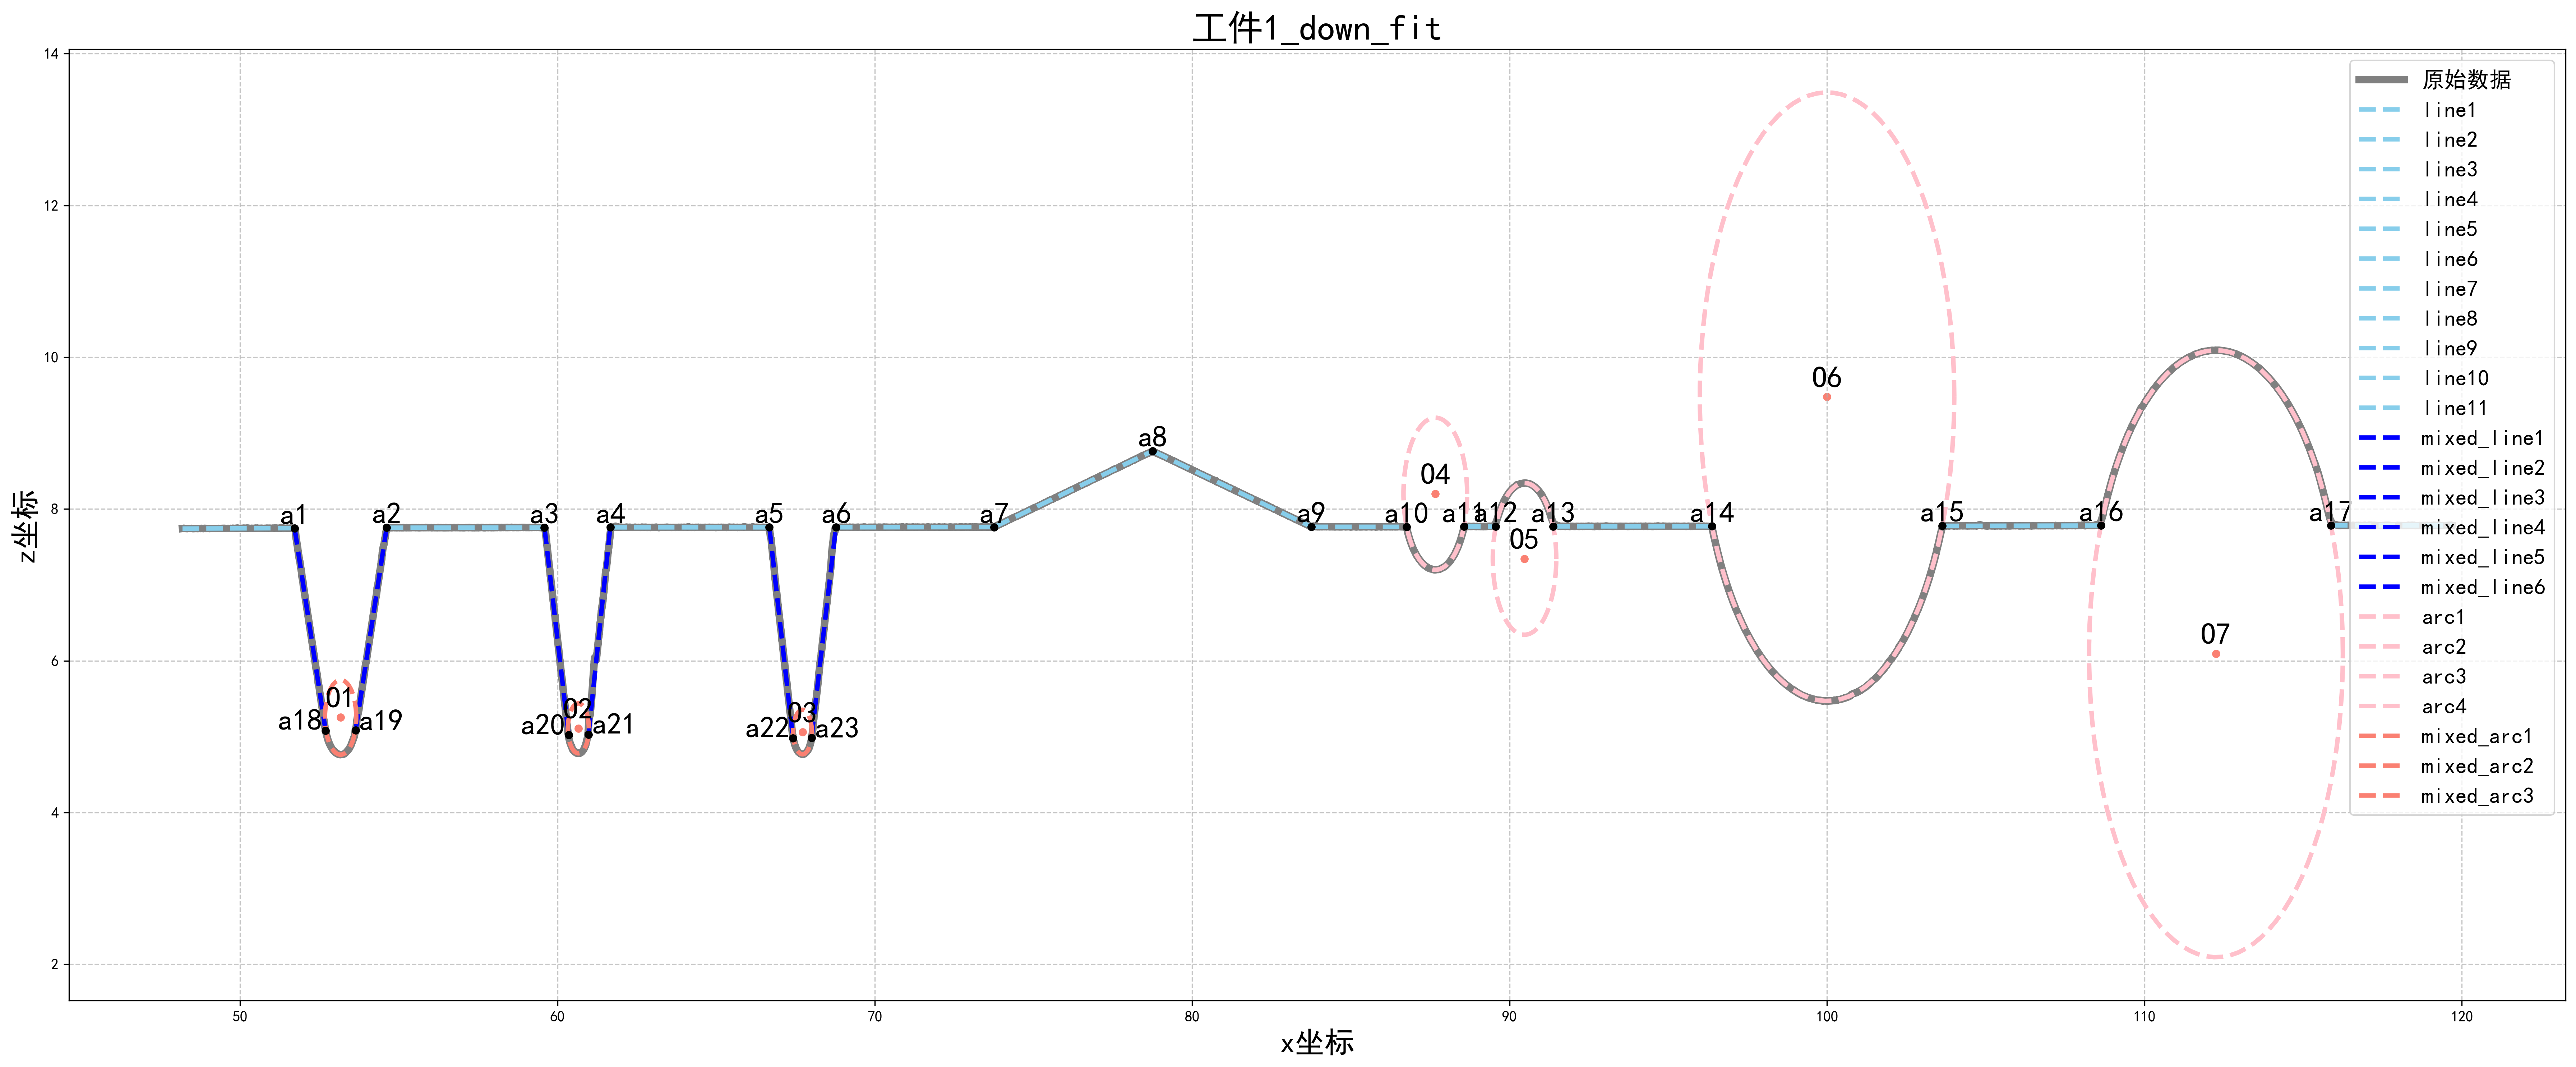 工件1_down_fit
z坐标
14
12
10
8
6
4
2
50
60
70
80
90
100
110
120
x坐标
a1
a2
a3
a4
a5
a6
a7
a8
a9
a10
a11
a12
a13
a14
a15
a16
a17
a18
a19
a20
a21
a22
a23
01
02
03
04
05
06
07
原始数据
line1
line2
line3
line4
line5
line6
line7
line8
line9
line10
line11
mixed_line1
mixed_line2
mixed_line3
mixed_line4
mixed_line5
mixed_line6
arc1
arc2
arc3
arc4
mixed_arc1
mixed_arc2
mixed_arc3